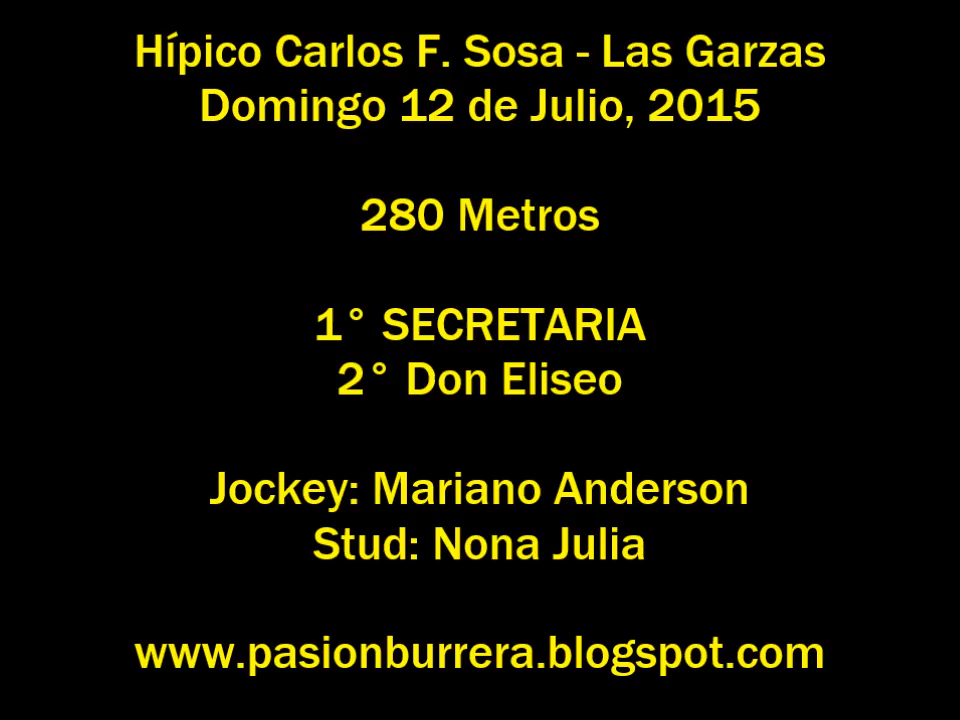 Hípico Carlos F. Sosa - Las Garzas
Domingo 12 de Julio, 2015
280 Metros
1° SECRETARIA
2° Don Eliseo
Jockey: Mariano Anderson
Stud: Nona Julia
www.pasionburrera.blogspot.com